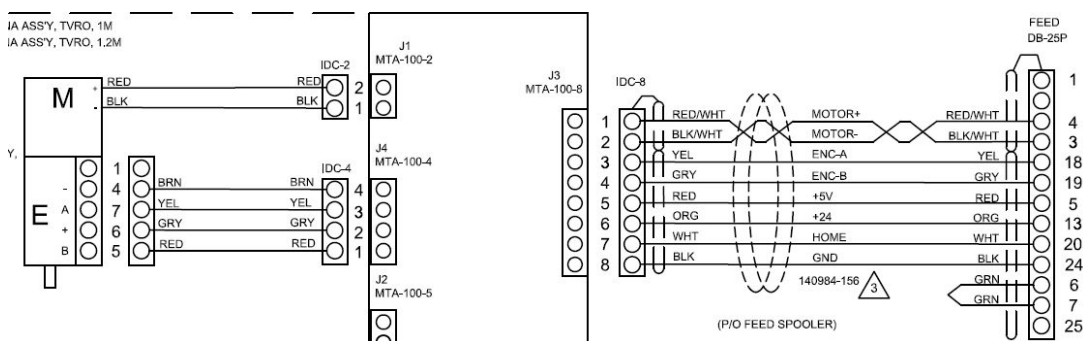 IA ASS'Y, TVRO, 1M
IA ASS'Y, TVRO, 1.2M
Y,
M
+
-
RED
RED
BLK
BLK
IDC-2
2
1
J1
MTA-100-2
E
-
A
+
B
1
4
7
6
5
BRN
BRN
YEL
YEL
GRY
GRY
RED
RED
IDC-4
4
3
2
1
J4
MTA-100-4
J2
MTA-100-5
J3
MTA-100-8
IDC-8
1 RED/WHT MOTOR+ RED/WHT 4
2 BLK/WHT MOTOR- BLK/WHT 3
3 YEL ENC-A YEL 18
4 GRY ENC-B GRY 19
5 RED +5V RED 5
6 ORG +24 ORG 13
7 WHT HOME WHT 20
8 BLK GND BLK 24
140984-156
3
GRN 6
GRN 7
25
(P/O FEED SPOOLER)
FEED
DB-25P
1